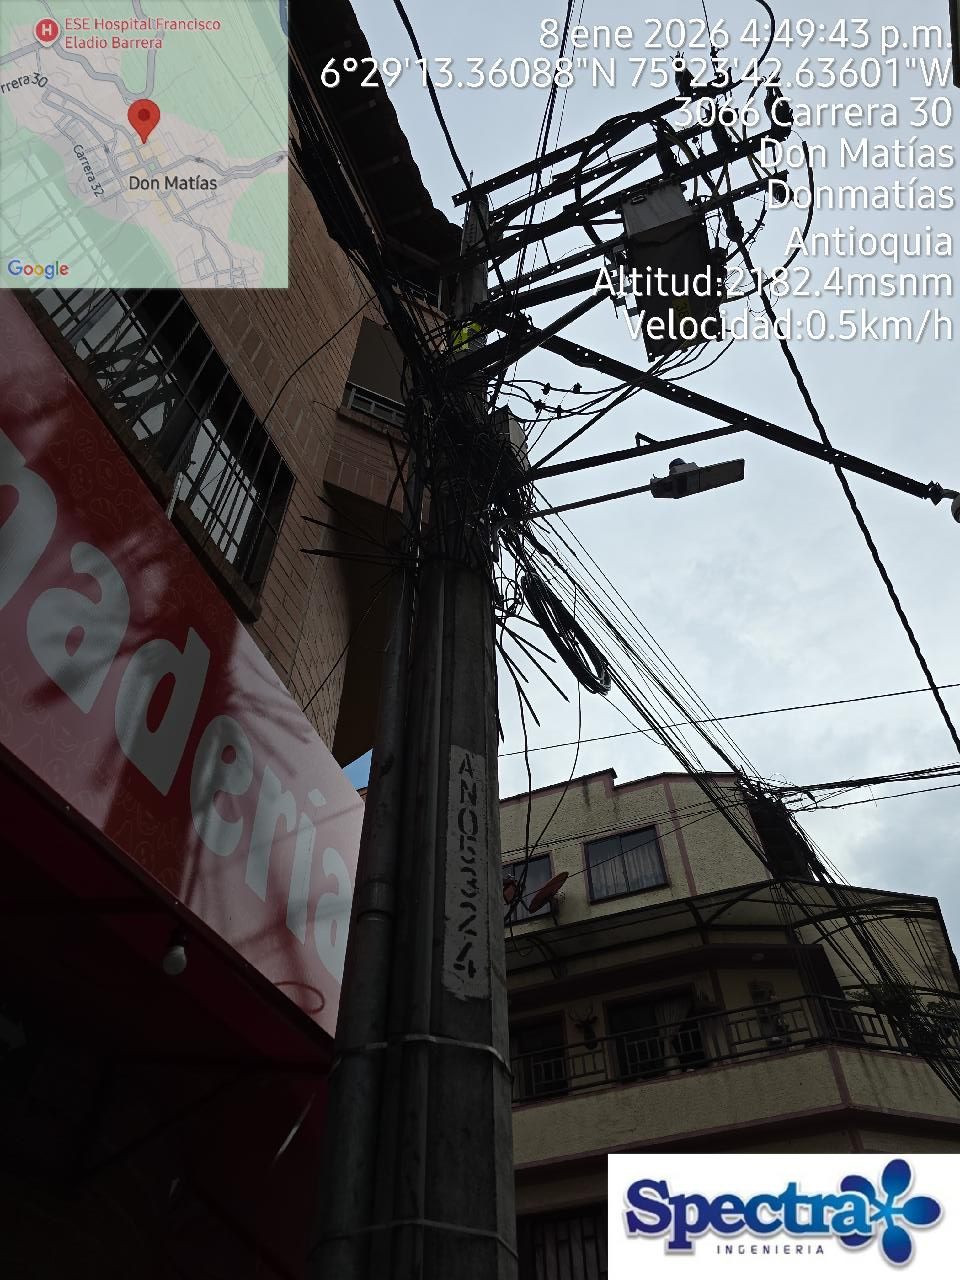 ESE Hospital Francisco
Eladio Barrera
H
rrera 30
Carrera 32
Don Matías
Google
8 ene 2026 4:49:43 p.m.
6°29'13.36088"N 75°23'42.63601"W
3066 Carrera 30
Don Matías
Donmatías
Antioquia
Altitud:2182.4msnm
Velocidad:0.5km/h
naderia
AN05324
Spectra
INGENIERIA